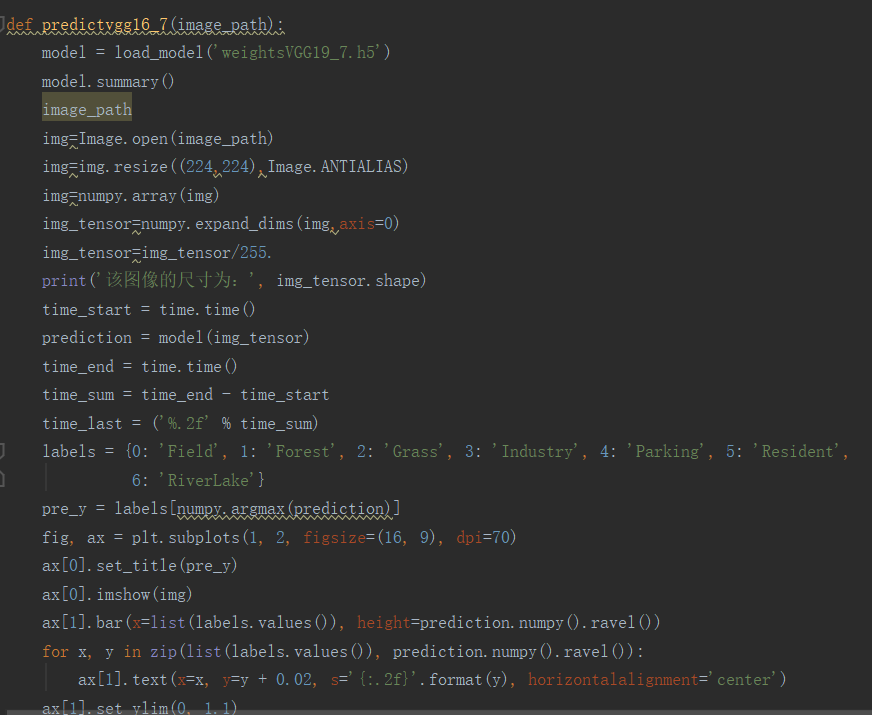 def predictvgg16_7(image_path):
    model = load_model('weightsVGG19_7.h5')
    model.summary()
    image_path
    img=Image.open(image_path)
    img=img.resize((224,224),Image.ANTIALIAS)
    img=numpy.array(img)
    img_tensor=numpy.expand_dims(img,axis=0)
    img_tensor=img_tensor/255.
    print('该图像的尺寸为:', img_tensor.shape)
    time_start = time.time()
    prediction = model(img_tensor)
    time_end = time.time()
    time_sum = time_end - time_start
    time_last = ('%.2f' % time_sum)
    labels = {0: 'Field', 1: 'Forest', 2: 'Grass', 3: 'Industry', 4: 'Parking', 5: 'Resident',
              6: 'RiverLake'}
    pre_y = labels[numpy.argmax(prediction)]
    fig, ax = plt.subplots(1, 2, figsize=(16, 9), dpi=70)
    ax[0].set_title(pre_y)
    ax[0].imshow(img)
    ax[1].bar(x=list(labels.values()), height=prediction.numpy().ravel())
    for x, y in zip(list(labels.values()), prediction.numpy().ravel()):
        ax[1].text(x=x, y=y + 0.02, s='{:.2f}'.format(y), horizontalalignment='center')
    ax[1].set_ylim(0, 1.1)